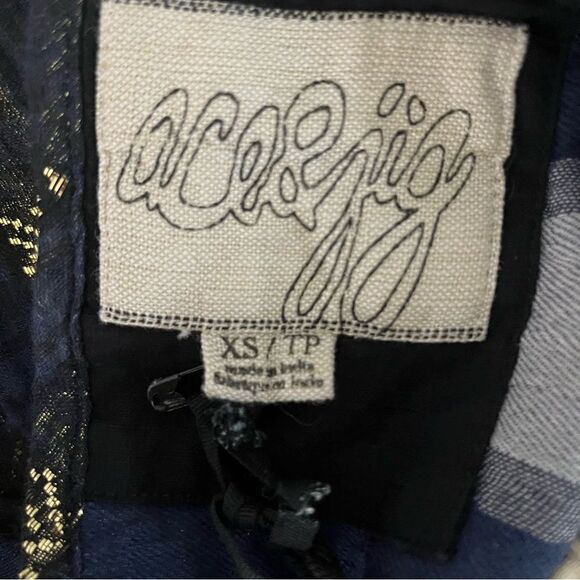 ace&jig
XS / TP
made in India
fabriqué en Inde